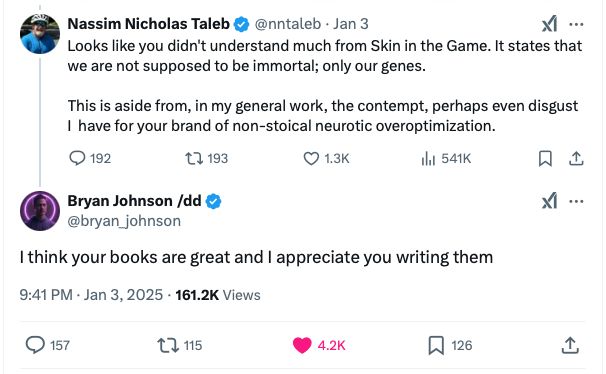 Nassim Nicholas Taleb @nntaleb · Jan 3
Looks like you didn't understand much from Skin in the Game. It states that
we are not supposed to be immortal; only our genes.
This is aside from, in my general work, the contempt, perhaps even disgust
I  have for your brand of non-stoical neurotic overoptimization.
192 193 1.3K 541K
Bryan Johnson /dd
@bryan_johnson
I think your books are great and I appreciate you writing them
9:41 PM · Jan 3, 2025 · 161.2K Views
157 115 4.2K 126